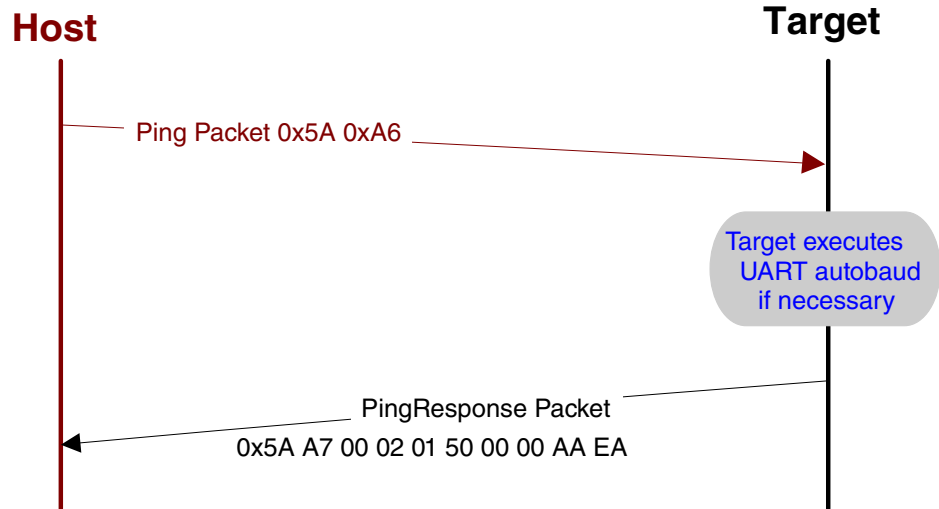 Host
Target
Ping Packet 0x5A 0xA6
Target executes
UART autobaud
if necessary
PingResponse Packet
0x5A A7 00 02 01 50 00 00 AA EA